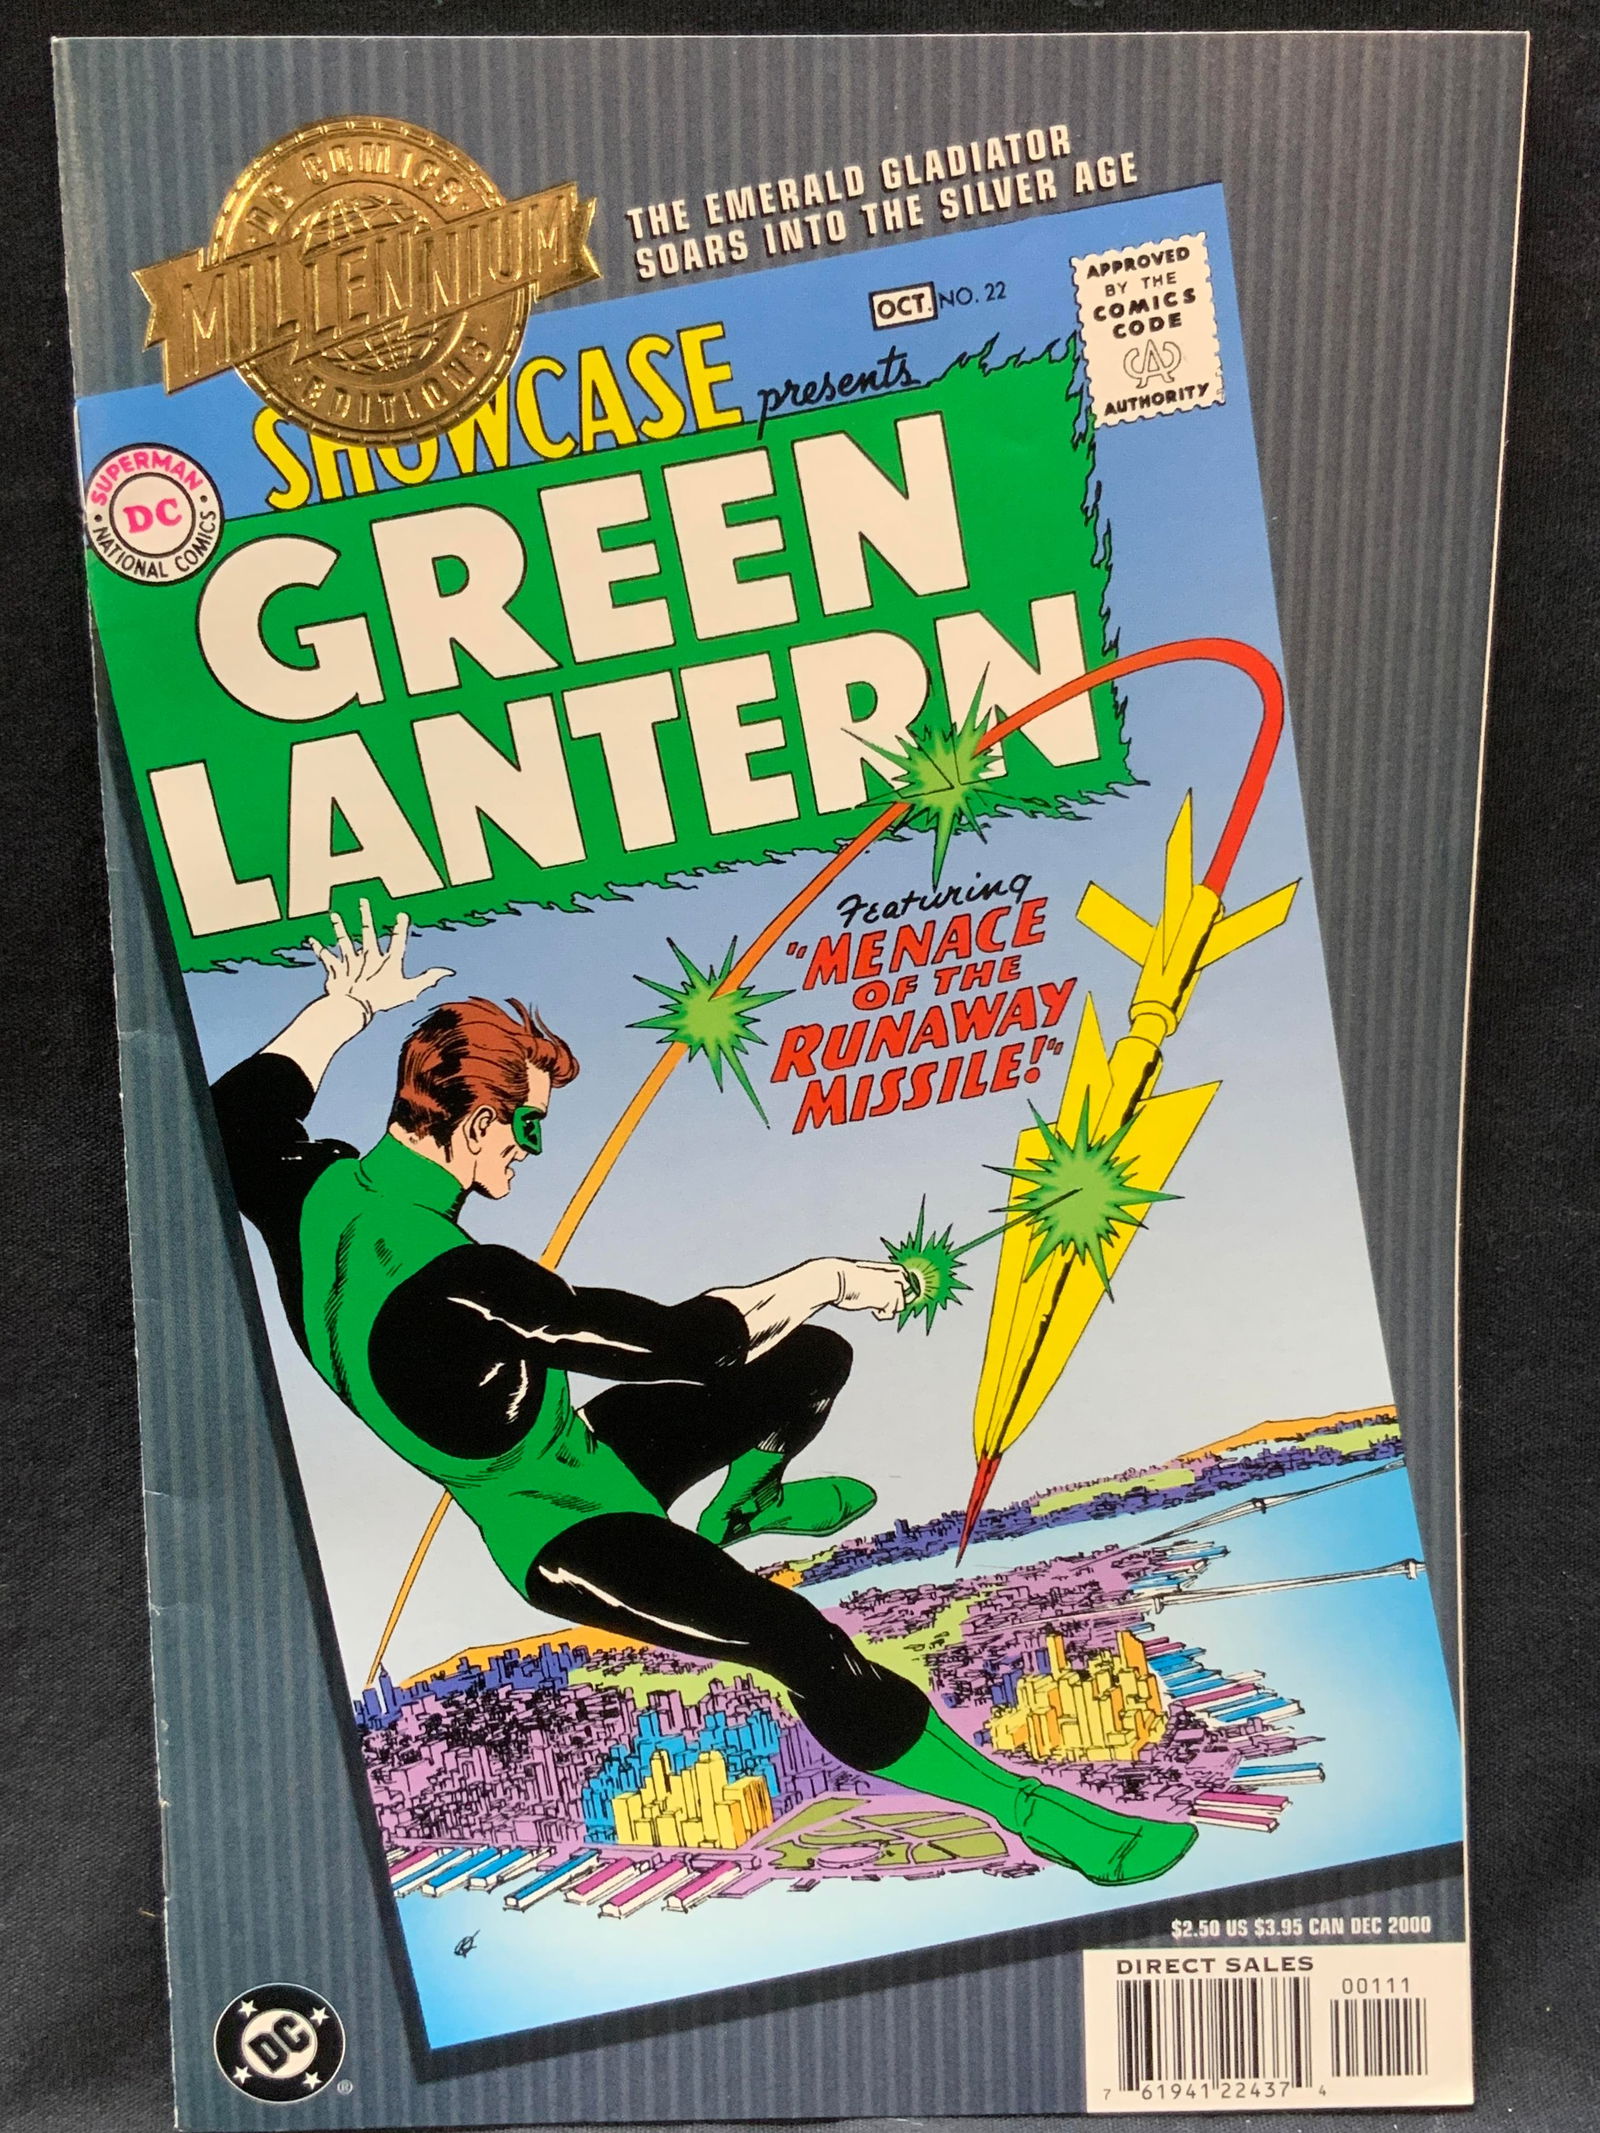 THE EMERALD GLADIATOR
SOARS INTO THE SILVER AGE
· DC COMICS ·
MILLENNIUM
· EDITIONS ·
OCT. NO. 22
APPROVED
BY THE
COMICS
CODE
CA
AUTHORITY
SHOWCASE presents
SUPERMAN
DC
· NATIONAL COMICS ·
GREEN
LANTERN
Featuring
"MENACE
OF THE
RUNAWAY
MISSILE!"
$2.50 US $3.95 CAN DEC 2000
DIRECT SALES
00111
7 61941 22437 4
DC
®